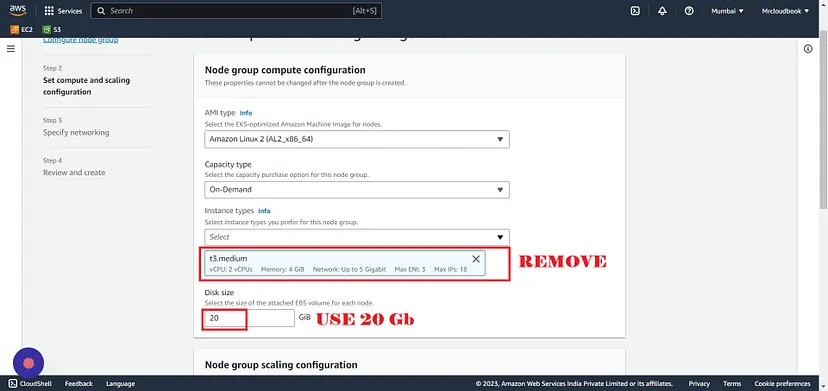 aws
Services
Search
[Alt+S]
Mumbai
Mrcloudbook
EC2
S3
Configure node group
Step 2
Set compute and scaling
configuration
Step 3
Specify networking
Step 4
Review and create
Node group compute configuration
These properties cannot be changed after the node group is created.
AMI type Info
Select the EKS-optimized Amazon Machine Image for nodes.
Amazon Linux 2 (AL2_x86_64)
Capacity type
Select the capacity purchase option for this node group.
On-Demand
Instance types Info
Select instance types you prefer for this node group.
Select
t3.medium
vCPU: 2 vCPUs Memory: 4 GiB Network: Up to 5 Gigabit Max ENI: 3 Max IPs: 18
REMOVE
Disk size
Select the size of the attached EBS volume for each node.
20 GiB
USE 20 Gb
Node group scaling configuration
CloudShell Feedback Language
© 2023, Amazon Web Services India Private Limited or its affiliates. Privacy Terms Cookie preferences